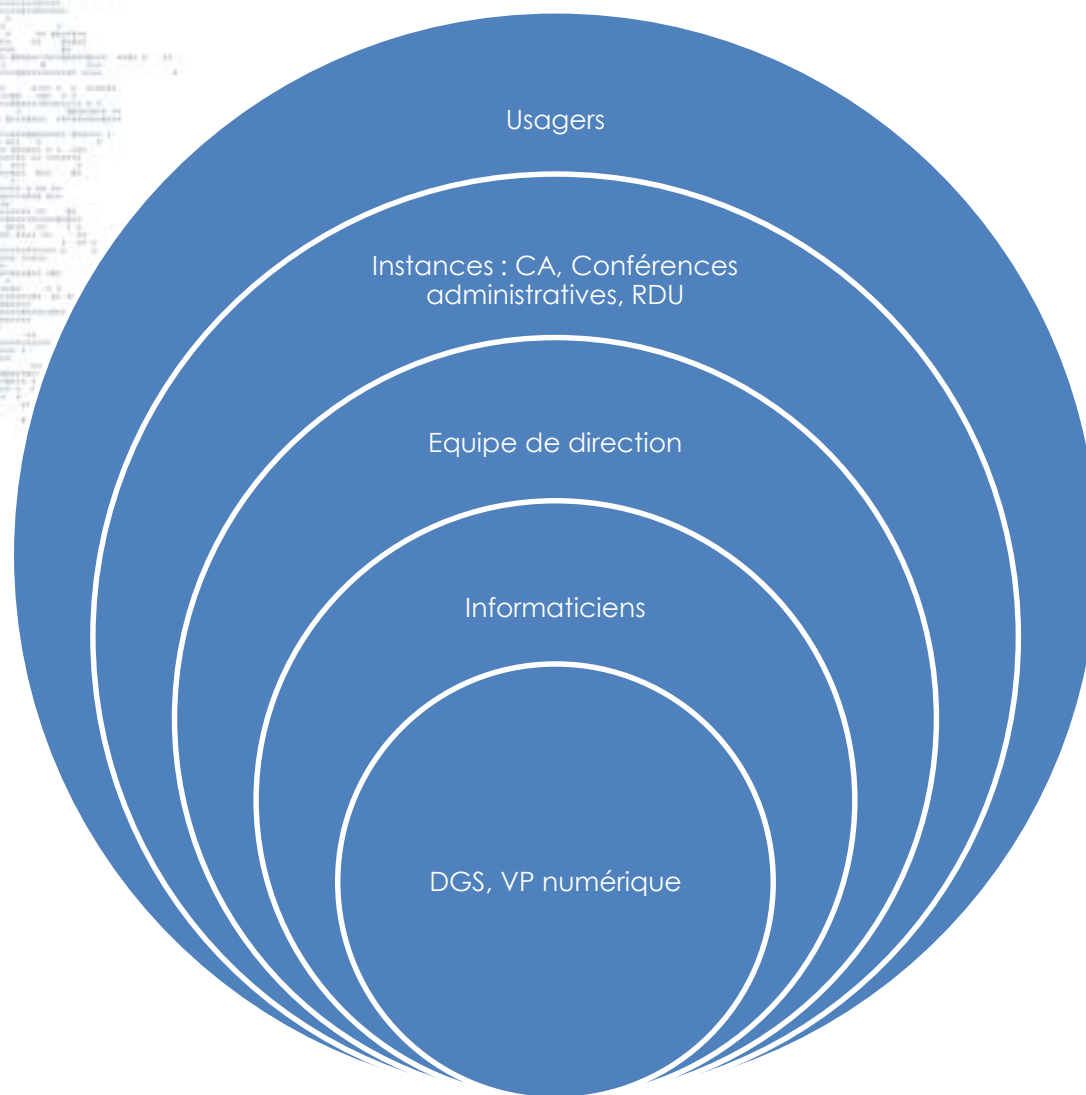 Usagers
Instances : CA, Conférences
administratives, RDU
Equipe de direction
Informaticiens
DGS, VP numérique